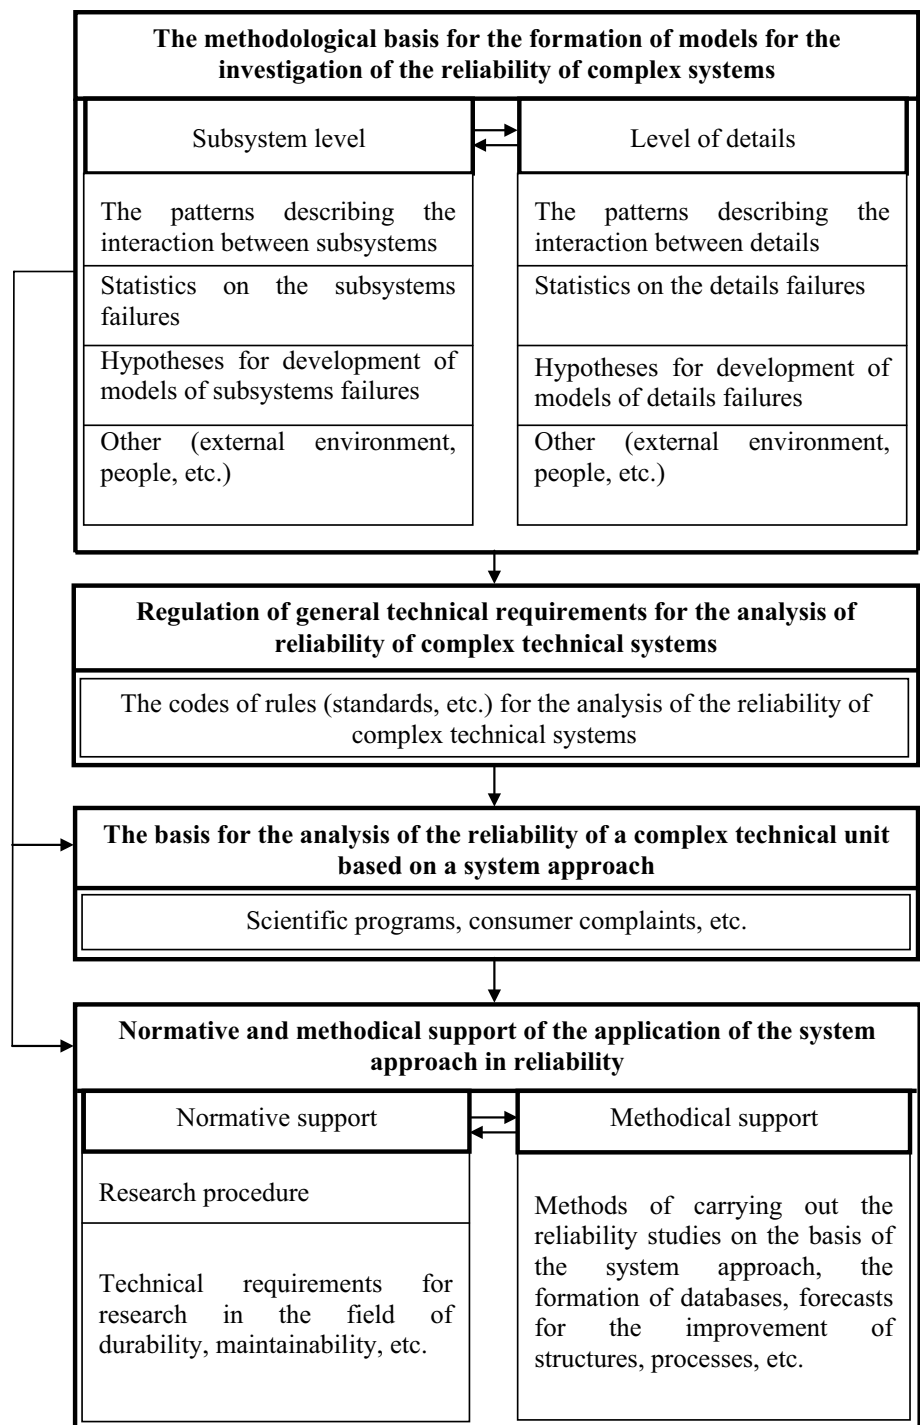 The methodological basis for the formation of models for the
investigation of the reliability of complex systems
Subsystem level
Level of details
The patterns describing the
interaction between subsystems
The patterns describing the
interaction between details
Statistics on the subsystems
failures
Statistics on the details failures
Hypotheses for development of
models of subsystems failures
Hypotheses for development of
models of details failures
Other (external environment,
people, etc.)
Other (external environment,
people, etc.)
Regulation of general technical requirements for the analysis of
reliability of complex technical systems
The codes of rules (standards, etc.) for the analysis of the reliability of
complex technical systems
The basis for the analysis of the reliability of a complex technical unit
based on a system approach
Scientific programs, consumer complaints, etc.
Normative and methodical support of the application of the system
approach in reliability
Normative support
Methodical support
Research procedure
Technical requirements for
research in the field of
durability, maintainability, etc.
Methods of carrying out the
reliability studies on the basis of
the system approach, the
formation of databases, forecasts
for the improvement of
structures, processes, etc.